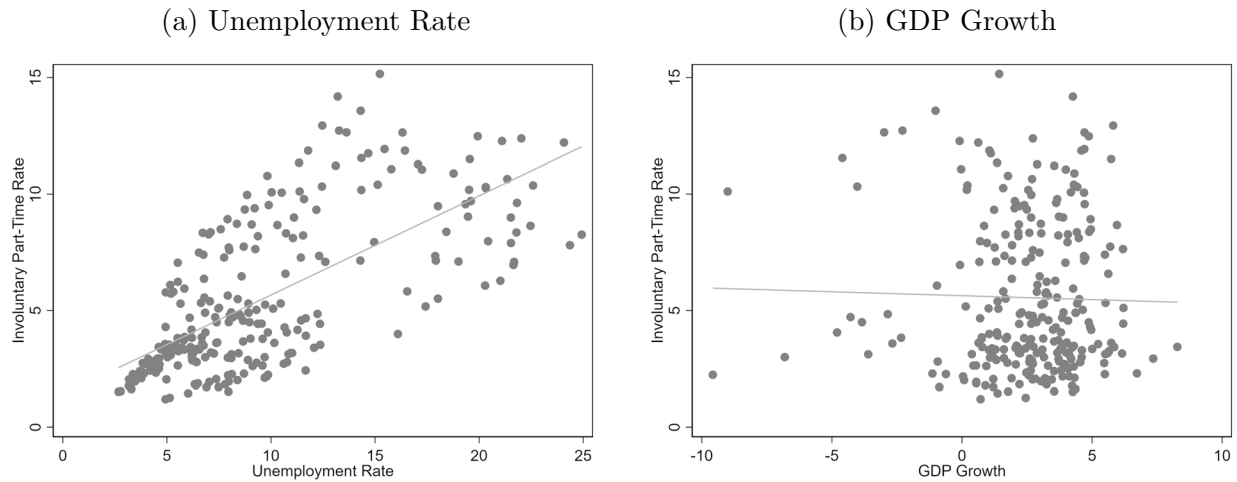 (a) Unemployment Rate
(b) GDP Growth
15
10
5
0
Involuntary Part-Time Rate
0 5 10 15 20 25
Unemployment Rate
15
10
5
0
Involuntary Part-Time Rate
-10 -5 0 5 10
GDP Growth